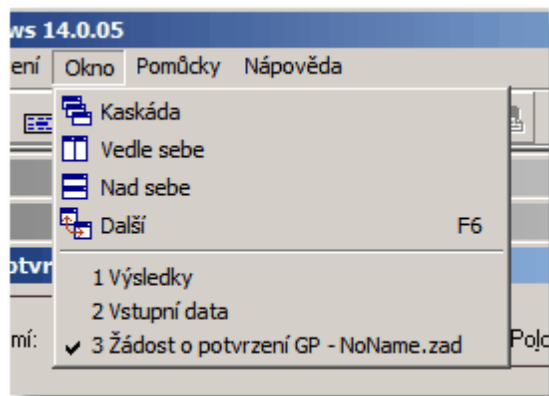 ws 14.0.05
ení Okno Pomůcky Nápověda
Kaskáda
Vedle sebe
Nad sebe
Další F6
otvr
1 Výsledky
2 Vstupní data
mí: ✔ 3 Žádost o potvrzení GP - NoName.zad Polo